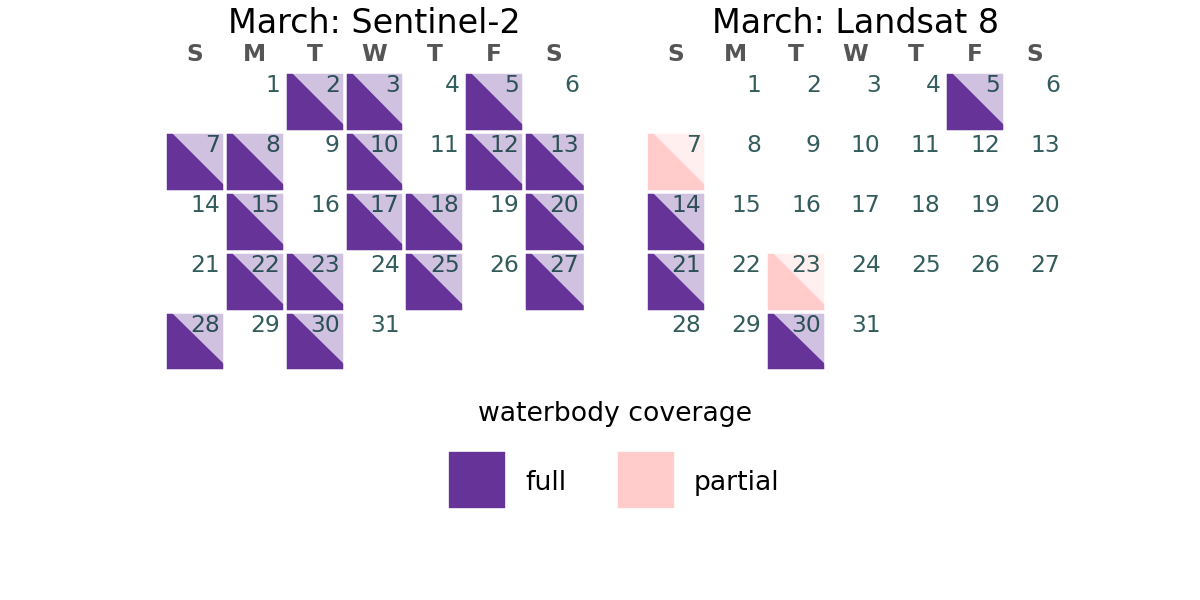 March: Sentinel-2
S M T W T F S
1 2 3 4 5 6
7 8 9 10 11 12 13
14 15 16 17 18 19 20
21 22 23 24 25 26 27
28 29 30 31
March: Landsat 8
S M T W T F S
1 2 3 4 5 6
7 8 9 10 11 12 13
14 15 16 17 18 19 20
21 22 23 24 25 26 27
28 29 30 31
waterbody coverage
full
partial